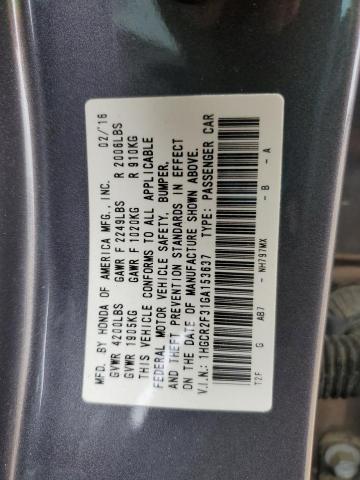 MFD. BY HONDA OF AMERICA MFG., INC. 02/16
GVWR 4200LBS GAWR F 2249LBS R 2006LBS
GVWR 1905KG GAWR F 1020KG R 910KG
THIS VEHICLE CONFORMS TO ALL APPLICABLE
FEDERAL MOTOR VEHICLE SAFETY, BUMPER,
AND THEFT PREVENTION STANDARDS IN EFFECT
ON THE DATE OF MANUFACTURE SHOWN ABOVE.
V.I.N.: 1HGCR2F31GA153637 TYPE: PASSENGER CAR
T2F G AB7 - NH797MX - B - A